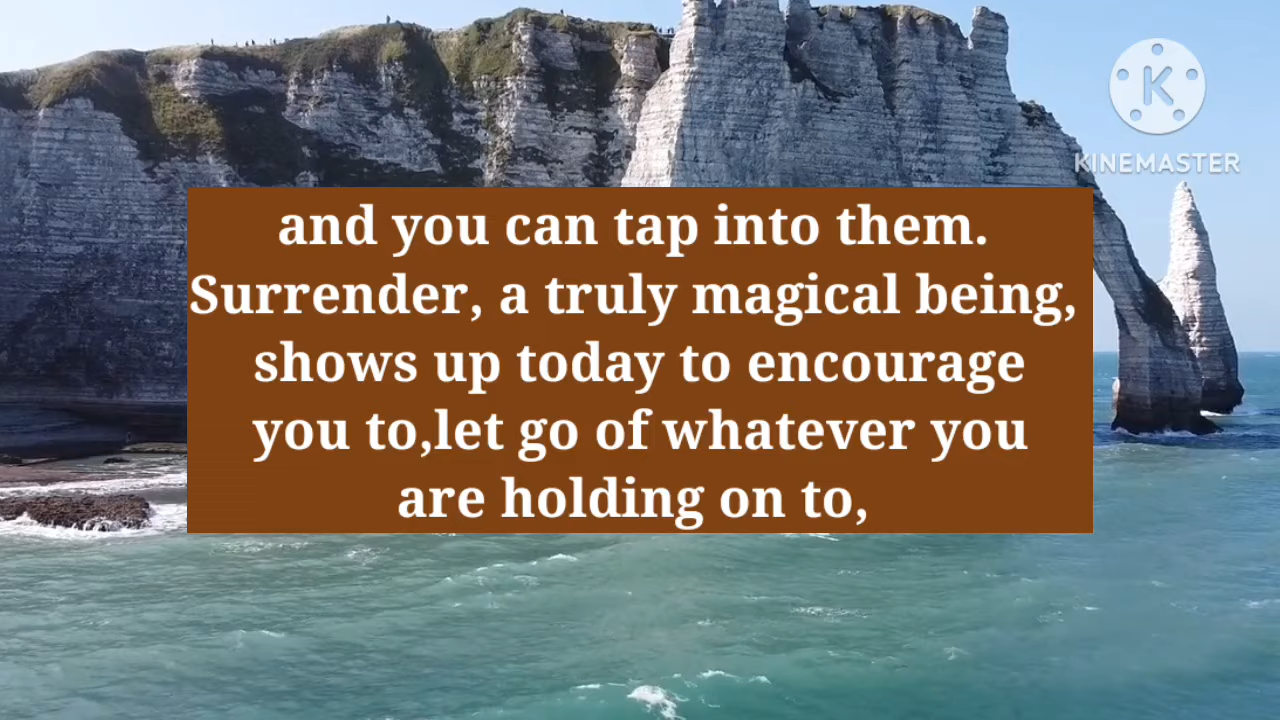 K
KINEMASTER
and you can tap into them.
Surrender, a truly magical being,
shows up today to encourage
you to,let go of whatever you
are holding on to,